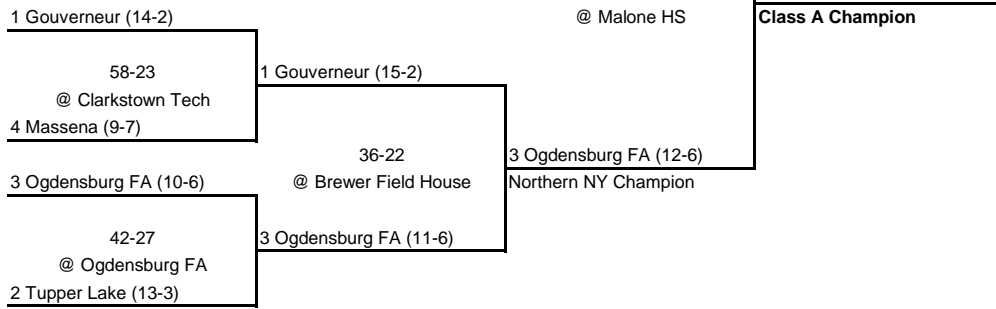 1 Gouverneur (14-2)
@ Malone HS
Class A Champion
58-23
1 Gouverneur (15-2)
@ Clarkstown Tech
4 Massena (9-7)
36-22
3 Ogdensburg FA (12-6)
3 Ogdensburg FA (10-6)
@ Brewer Field House
Northern NY Champion
42-27
3 Ogdensburg FA (11-6)
@ Ogdensburg FA
2 Tupper Lake (13-3)